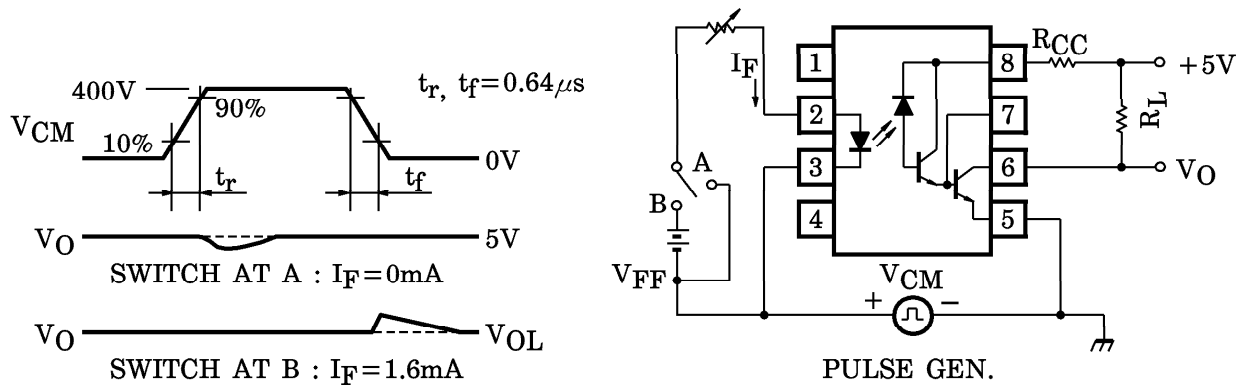 400V
90%
10%
VCM
0V
tr, tf=0.64μs
tr
tf
VO
5V
SWITCH AT A : IF=0mA
VO
VOL
SWITCH AT B : IF=1.6mA
IF
1
2
3
4
8
7
6
5
RCC
+5V
RL
VO
A
B
VFF
VCM
+
−
PULSE GEN.